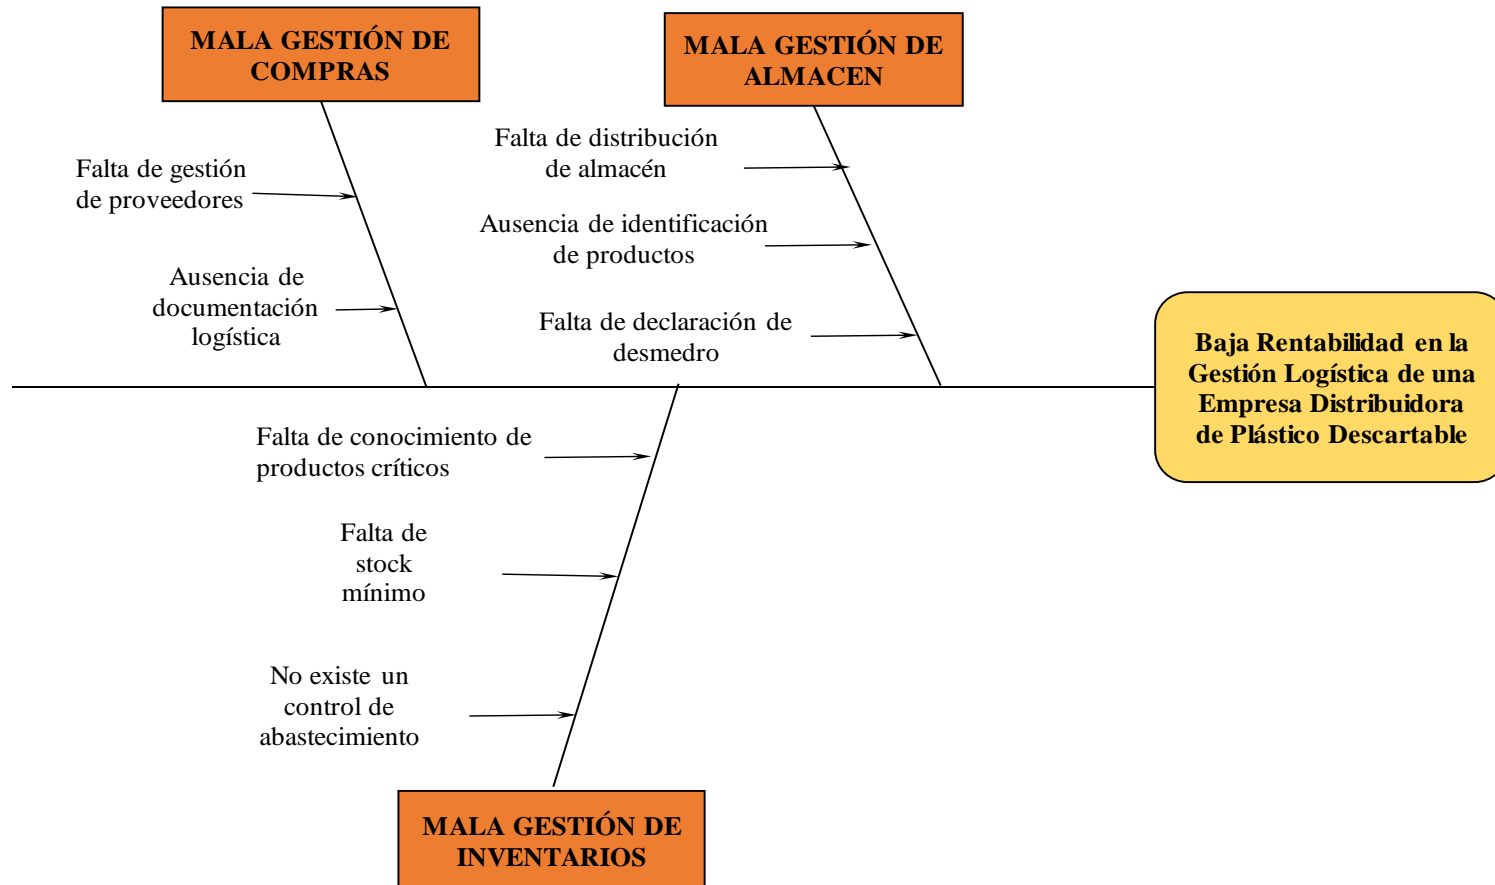 MALA GESTIÓN DE
COMPRAS
MALA GESTIÓN DE
ALMACEN
Falta de gestión
de proveedores
Ausencia de
documentación
logística
Falta de distribución
de almacén
Ausencia de identificación
de productos
Falta de declaración de
desmedro
Baja Rentabilidad en la
Gestión Logística de una
Empresa Distribuidora
de Plástico Descartable
Falta de conocimiento de
productos críticos
Falta de
stock
mínimo
No existe un
control de
abastecimiento
MALA GESTIÓN DE
INVENTARIOS